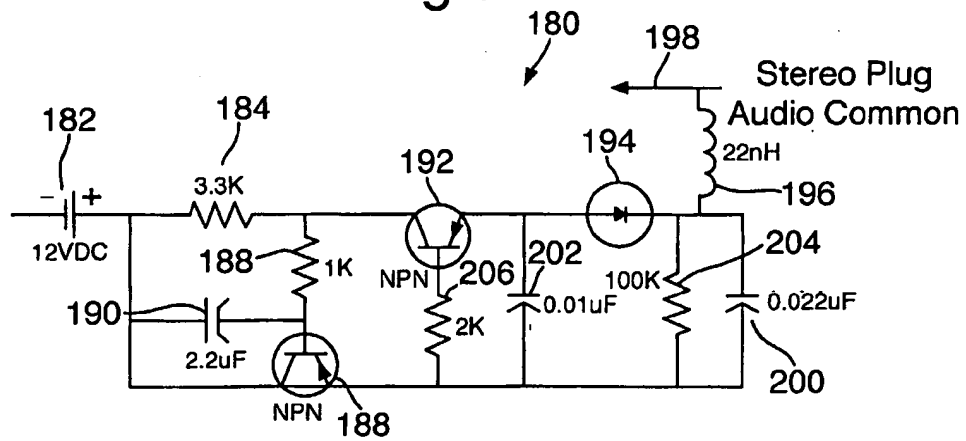 180
198
Stereo Plug
Audio Common
182
184
192
194
22nH
196
- +
3.3K
12VDC
188
1K
NPN
206
202
0.01uF
100K
204
0.022uF
190
2.2uF
2K
200
NPN
188